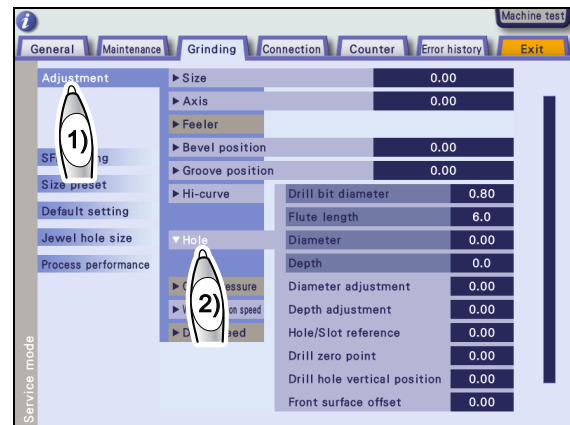 i
Machine test
General Maintenance Grinding Connection Counter Error history Exit
Adjustment
Size preset
Default setting
Jewel hole size
Process performance
▶ Size 0.00
▶ Axis 0.00
▶ Feeler
▶ Bevel position 0.00
▶ Groove position 0.00
▶ Hi-curve
▼ Hole
Drill bit diameter 0.80
Flute length 6.0
Diameter 0.00
Depth 0.0
Diameter adjustment 0.00
Depth adjustment 0.00
Hole/Slot reference 0.00
Drill zero point 0.00
Drill hole vertical position 0.00
Front surface offset 0.00
1)
2)
Service mode